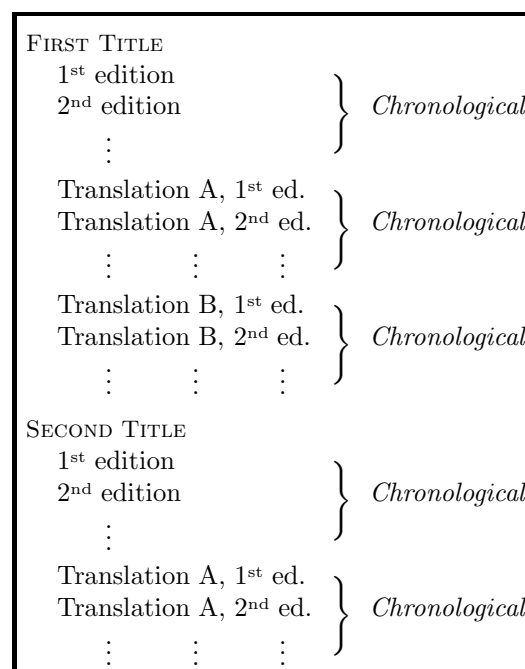 FIRST TITLE
1st edition
2nd edition Chronological
⋮
Translation A, 1st ed.
Translation A, 2nd ed. Chronological
⋮ ⋮ ⋮
Translation B, 1st ed.
Translation B, 2nd ed. Chronological
⋮ ⋮ ⋮
SECOND TITLE
1st edition
2nd edition Chronological
⋮
Translation A, 1st ed.
Translation A, 2nd ed. Chronological
⋮ ⋮ ⋮